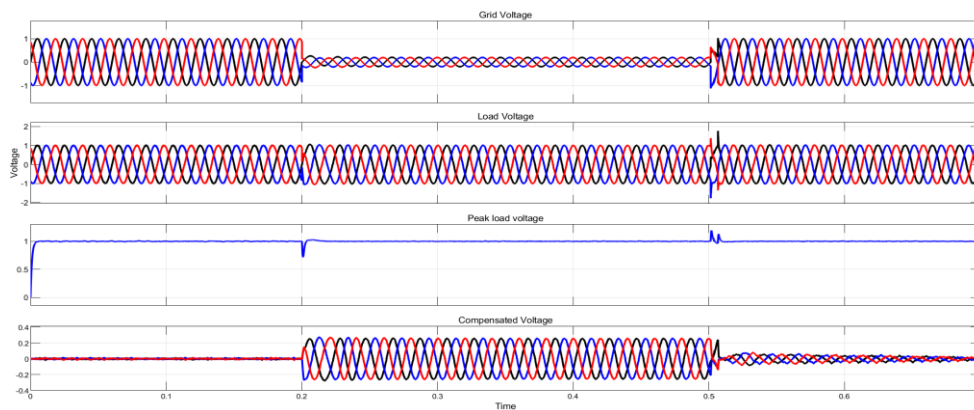 Grid Voltage
1
0
-1
Load Voltage
2
1
0
-1
-2
Voltage
Peak load voltage
1
0.5
0
Compensated Voltage
0.4
0.2
0
-0.2
-0.4
0 0.1 0.2 0.3 0.4 0.5 0.6
Time